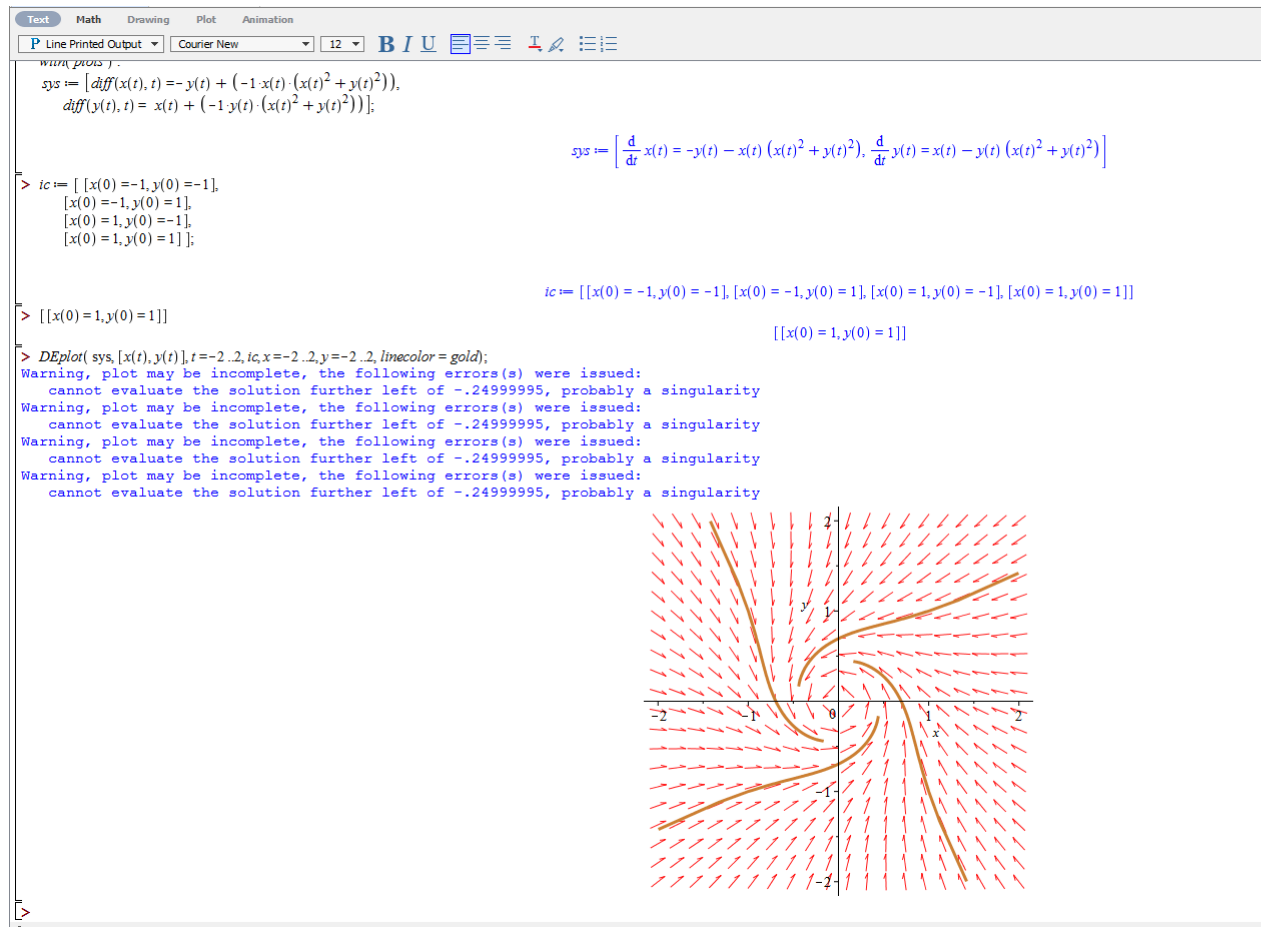 Text Math Drawing Plot Animation
P Line Printed Output Courier New 12 B I U
with( plots ) :
sys := [diff(x(t), t) =- y(t) + (-1·x(t)·(x(t)² + y(t)²)),
diff(y(t), t) = x(t) + (-1·y(t)·(x(t)² + y(t)²))];
sys := [d/dt x(t) = -y(t) - x(t) (x(t)² + y(t)²), d/dt y(t) = x(t) - y(t) (x(t)² + y(t)²)]
> ic := [ [x(0) =-1, y(0) =-1],
[x(0) =-1, y(0) = 1],
[x(0) = 1, y(0) =-1],
[x(0) = 1, y(0) = 1] ];
ic := [[x(0) = -1, y(0) = -1], [x(0) = -1, y(0) = 1], [x(0) = 1, y(0) = -1], [x(0) = 1, y(0) = 1]]
> [[x(0) = 1, y(0) = 1]]
[[x(0) = 1, y(0) = 1]]
> DEplot( sys, [x(t), y(t)], t =-2 ..2, ic, x =-2 ..2, y =-2 ..2, linecolor = gold);
Warning, plot may be incomplete, the following errors(s) were issued:
cannot evaluate the solution further left of -.24999995, probably a singularity
Warning, plot may be incomplete, the following errors(s) were issued:
cannot evaluate the solution further left of -.24999995, probably a singularity
Warning, plot may be incomplete, the following errors(s) were issued:
cannot evaluate the solution further left of -.24999995, probably a singularity
Warning, plot may be incomplete, the following errors(s) were issued:
cannot evaluate the solution further left of -.24999995, probably a singularity
2
y 1
-2 -1 0 1 2
x
-1
-2
>